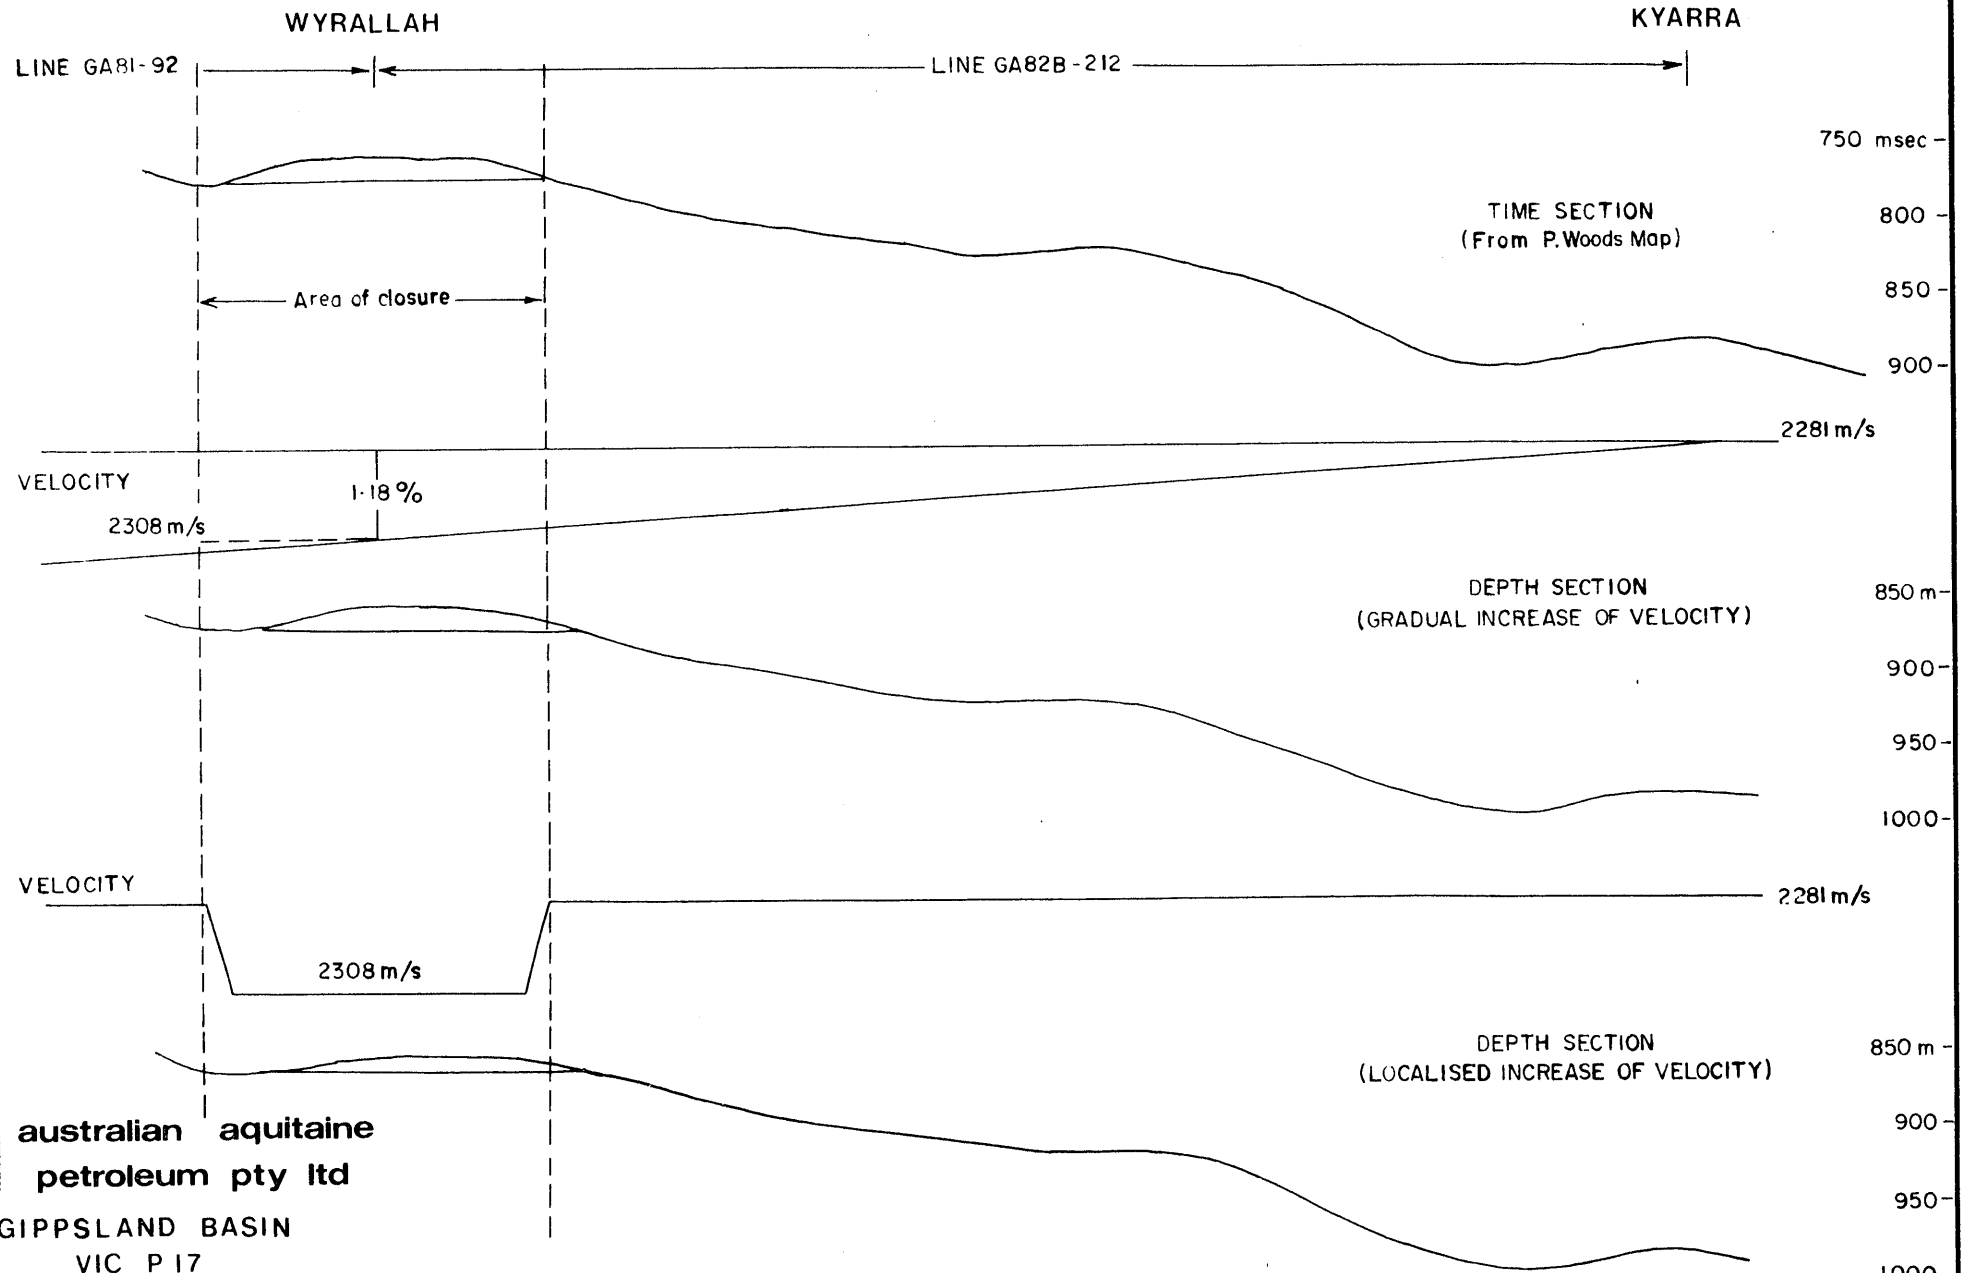 WYRALLAH
KYARRA
LINE GA81-92
LINE GA82B-212
750 msec
TIME SECTION
(From P.Woods Map)
800
Area of closure
850
900
2281 m/s
VELOCITY
1.18%
2308 m/s
DEPTH SECTION
(GRADUAL INCREASE OF VELOCITY)
850 m
900
950
1000
VELOCITY
2281 m/s
2308 m/s
DEPTH SECTION
(LOCALISED INCREASE OF VELOCITY)
850 m
900
950
1000
australian aquitaine
petroleum pty ltd
GIPPSLAND BASIN
VIC P 17